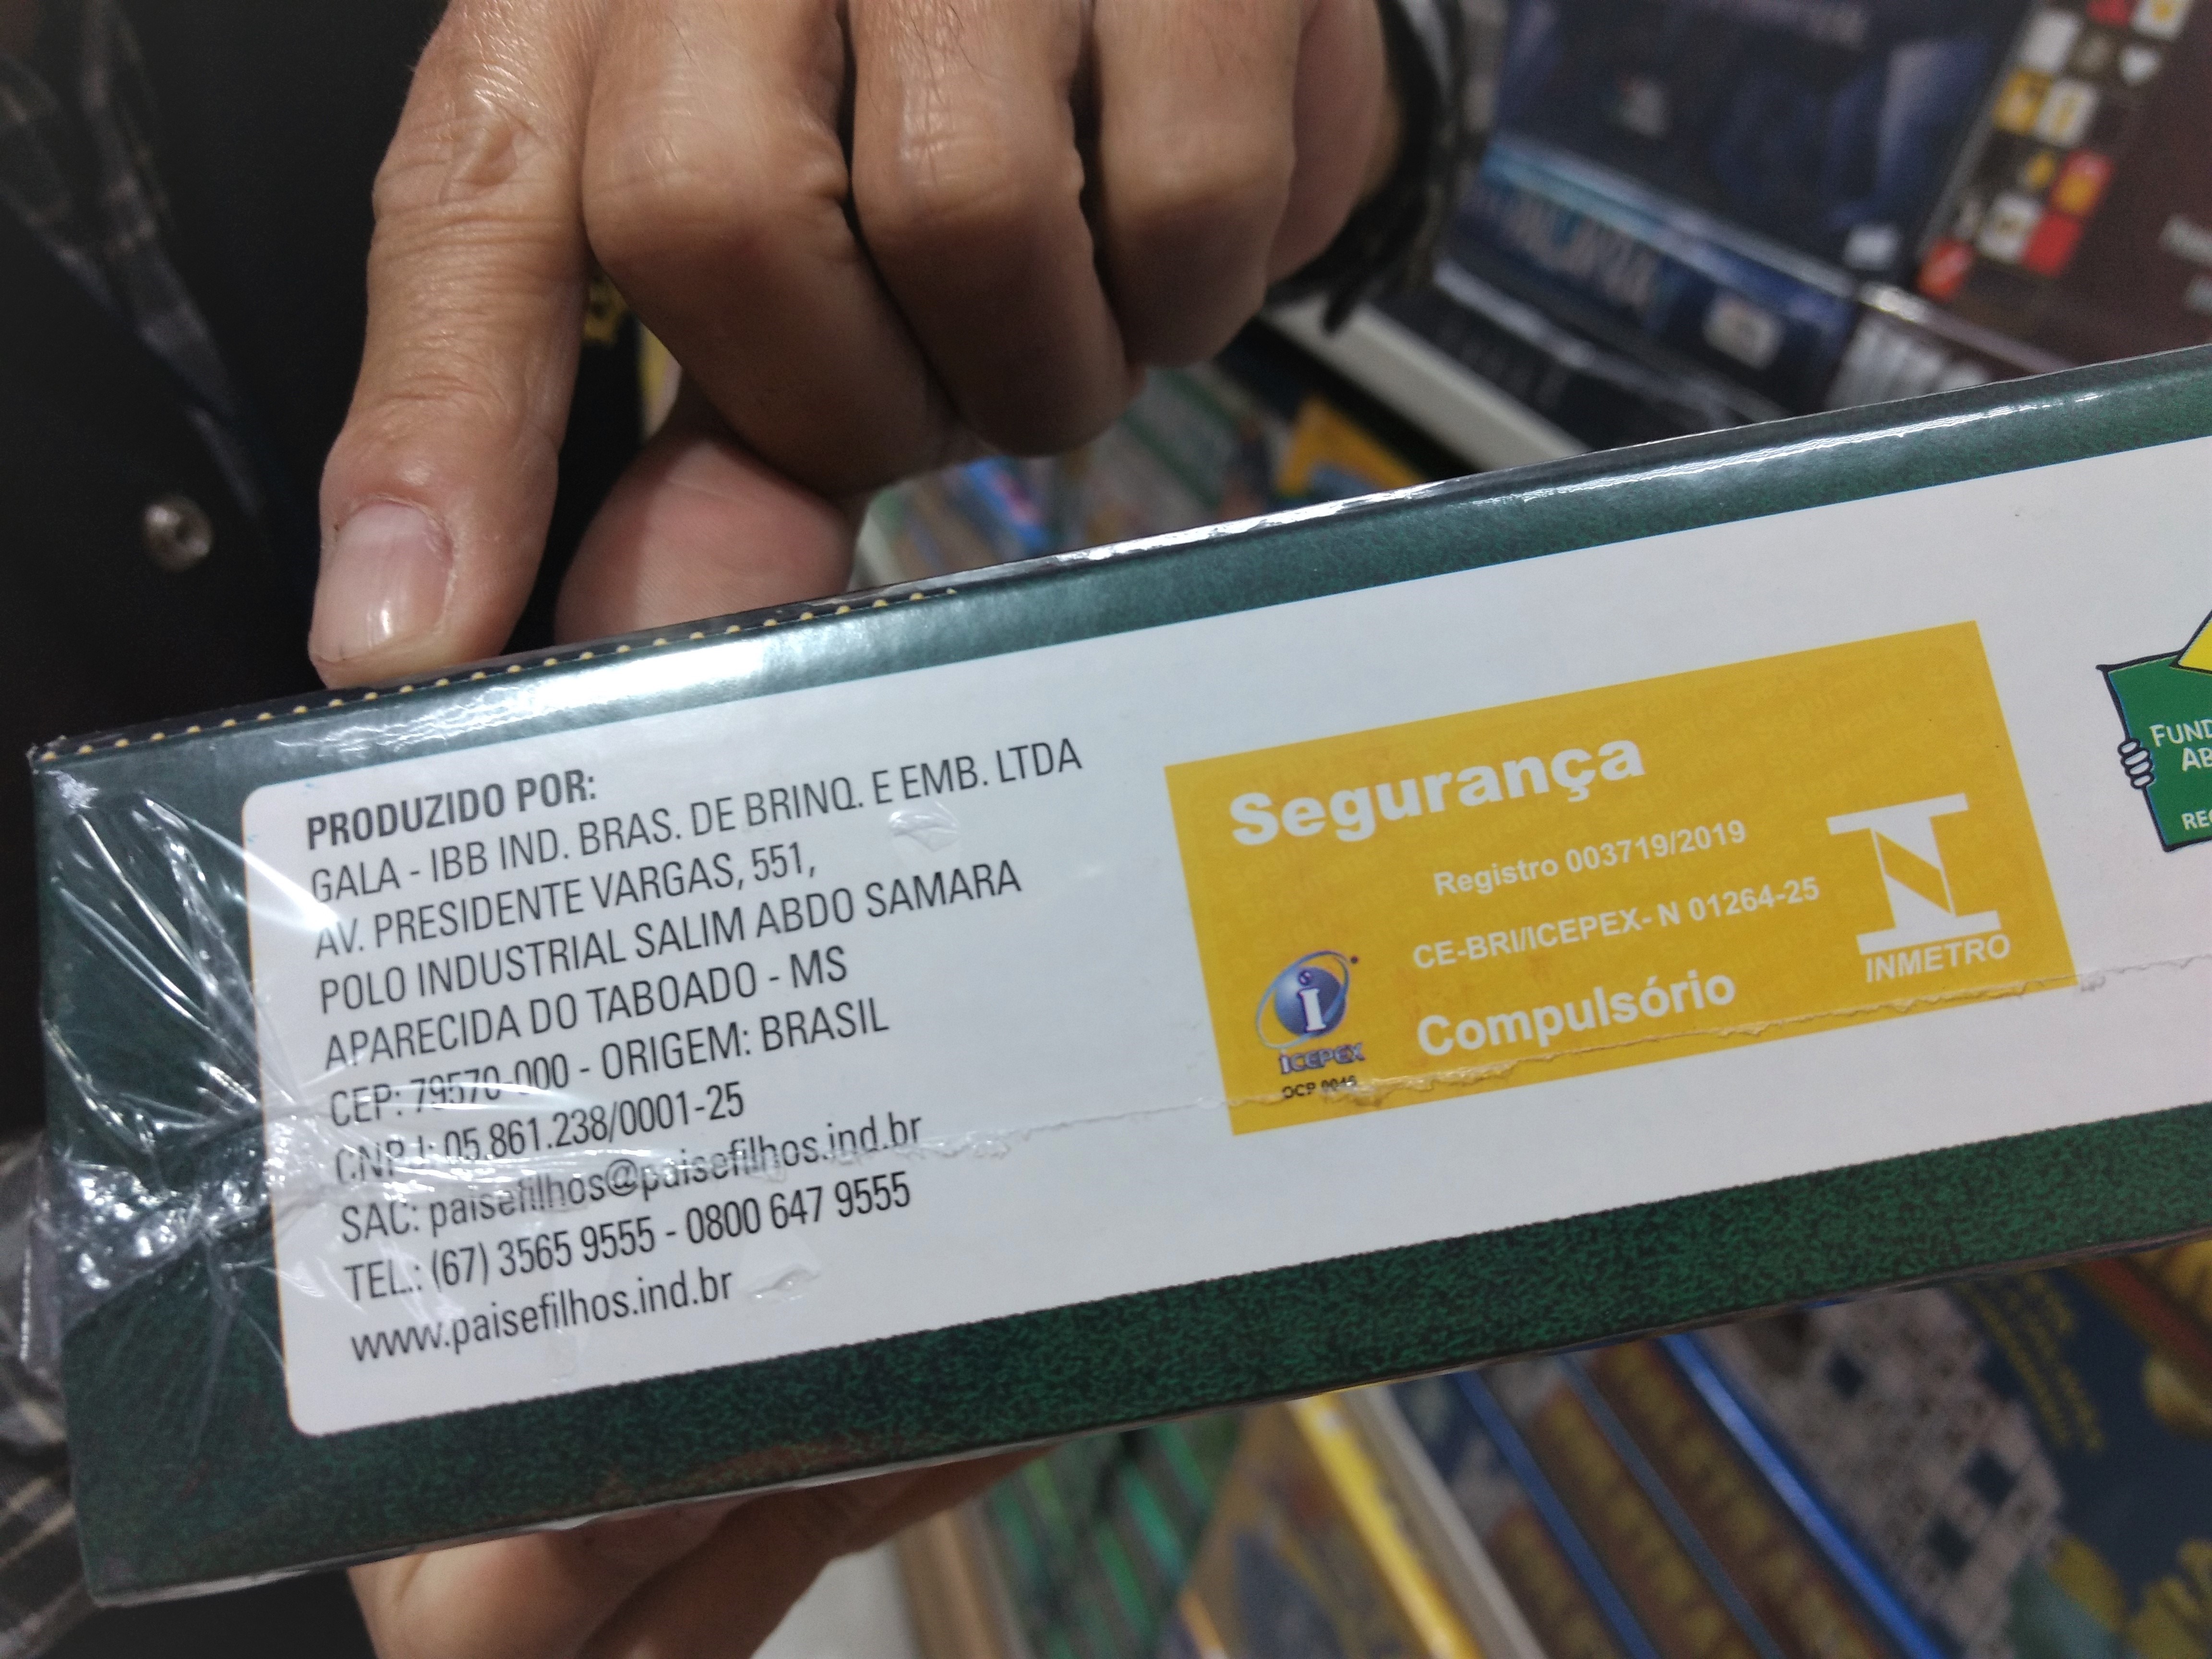 PRODUZIDO POR:
GALA - IBB IND. BRAS. DE BRINQ. E EMB. LTDA
AV. PRESIDENTE VARGAS, 551,
POLO INDUSTRIAL SALIM ABDO SAMARA
APARECIDA DO TABOADO - MS
CEP: 79570-000 - ORIGEM: BRASIL
CNPJ: 05.861.238/0001-25
SAC: paisefilhos@paisefilhos.ind.br
TEL.: (67) 3565 9555 - 0800 647 9555
www.paisefilhos.ind.br
Segurança
Registro 003719/2019
CE-BRI/ICEPEX- N 01264-25
Compulsório
ICEPEX
OCP
INMETRO